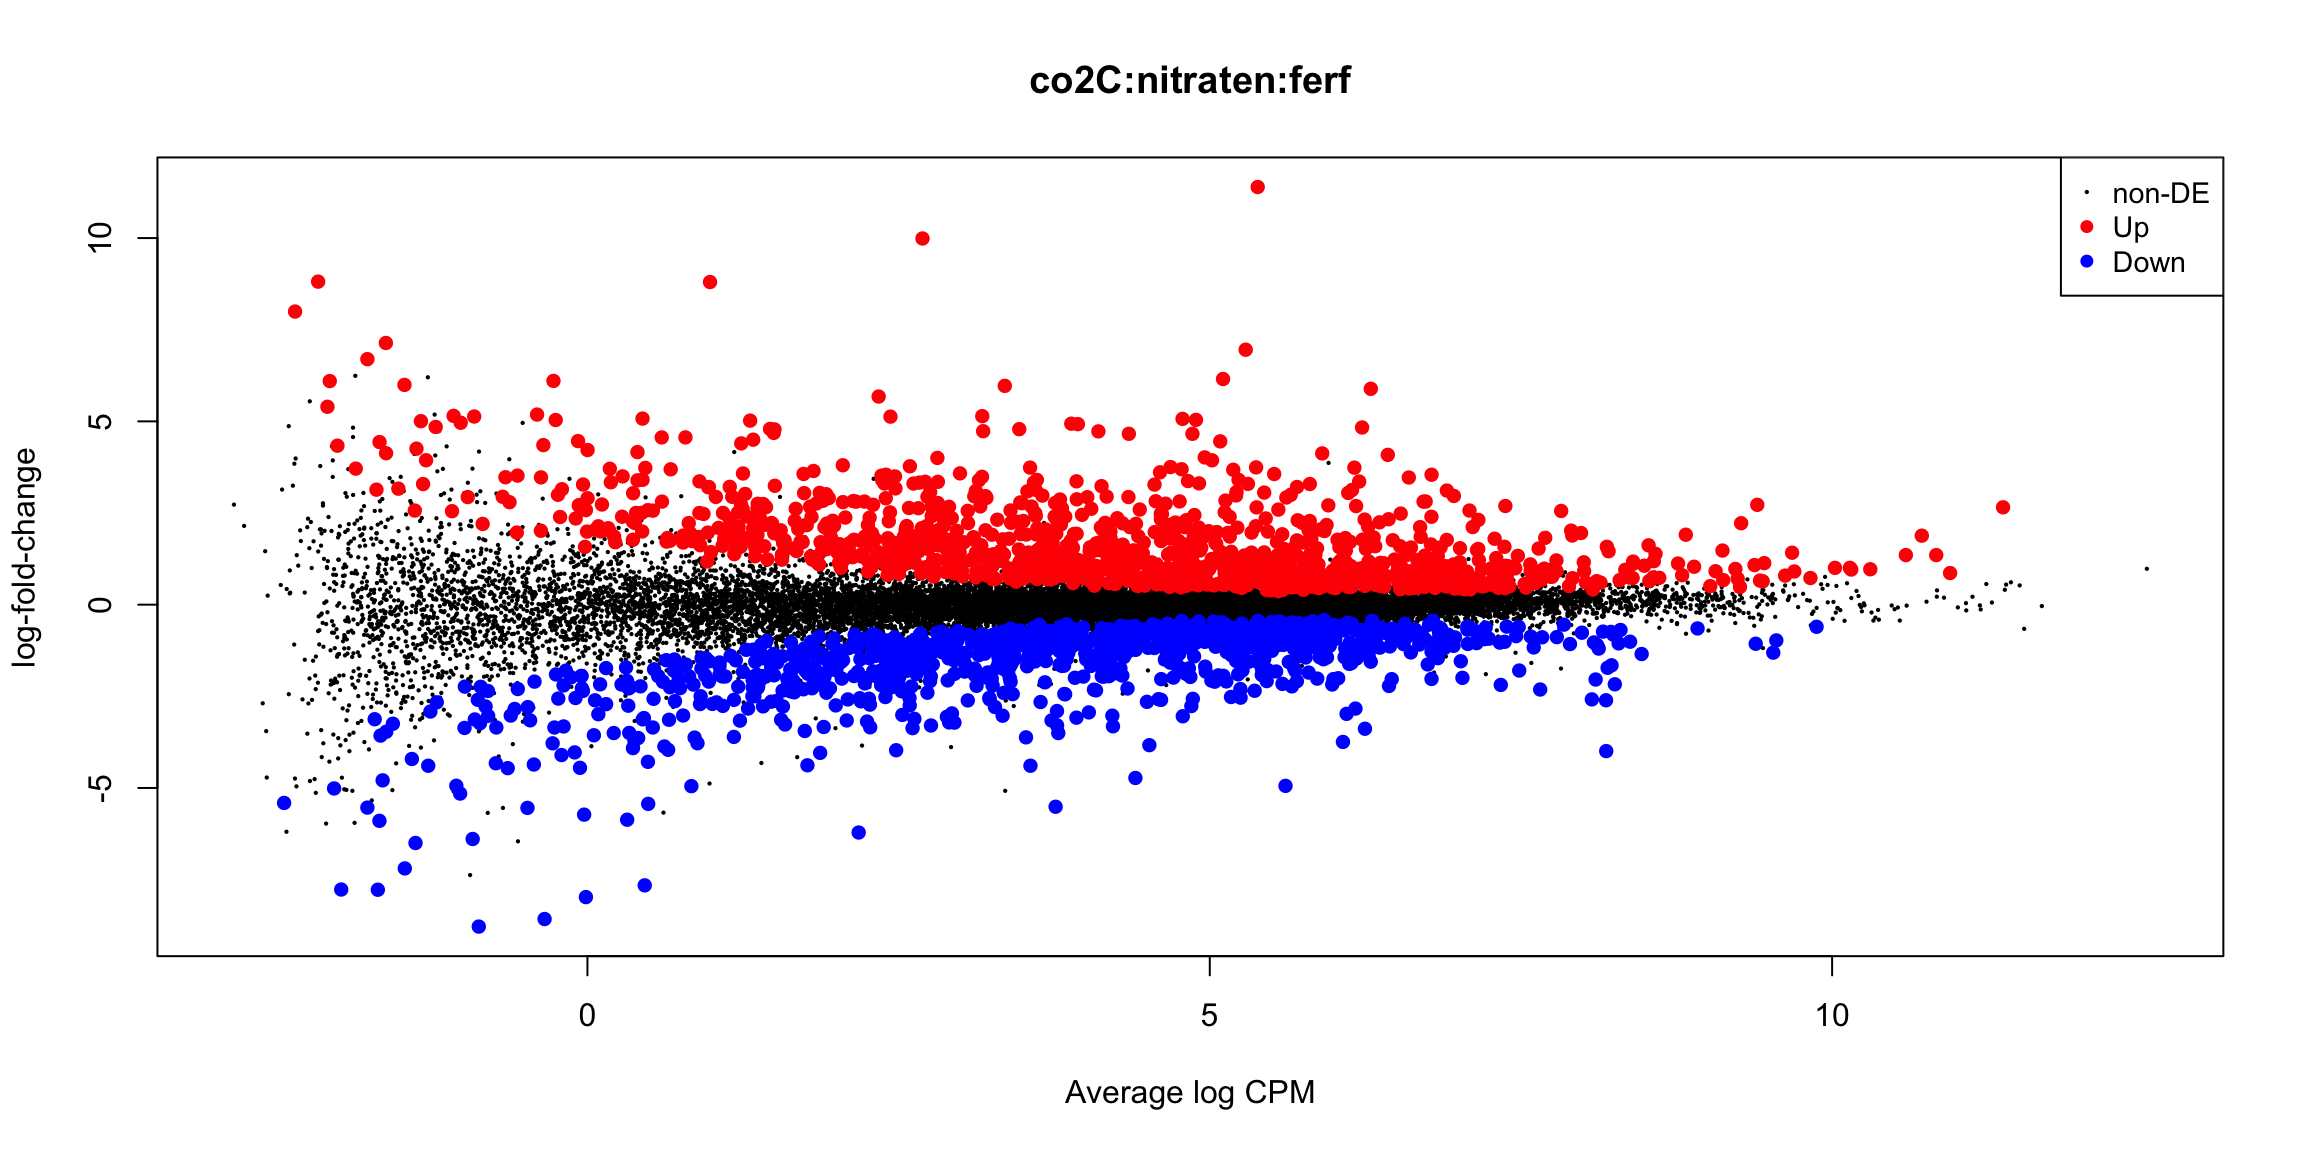 co2C:nitraten:ferf
non-DE
Up
Down
10
5
0
-5
log-fold-change
0
5
10
Average log CPM